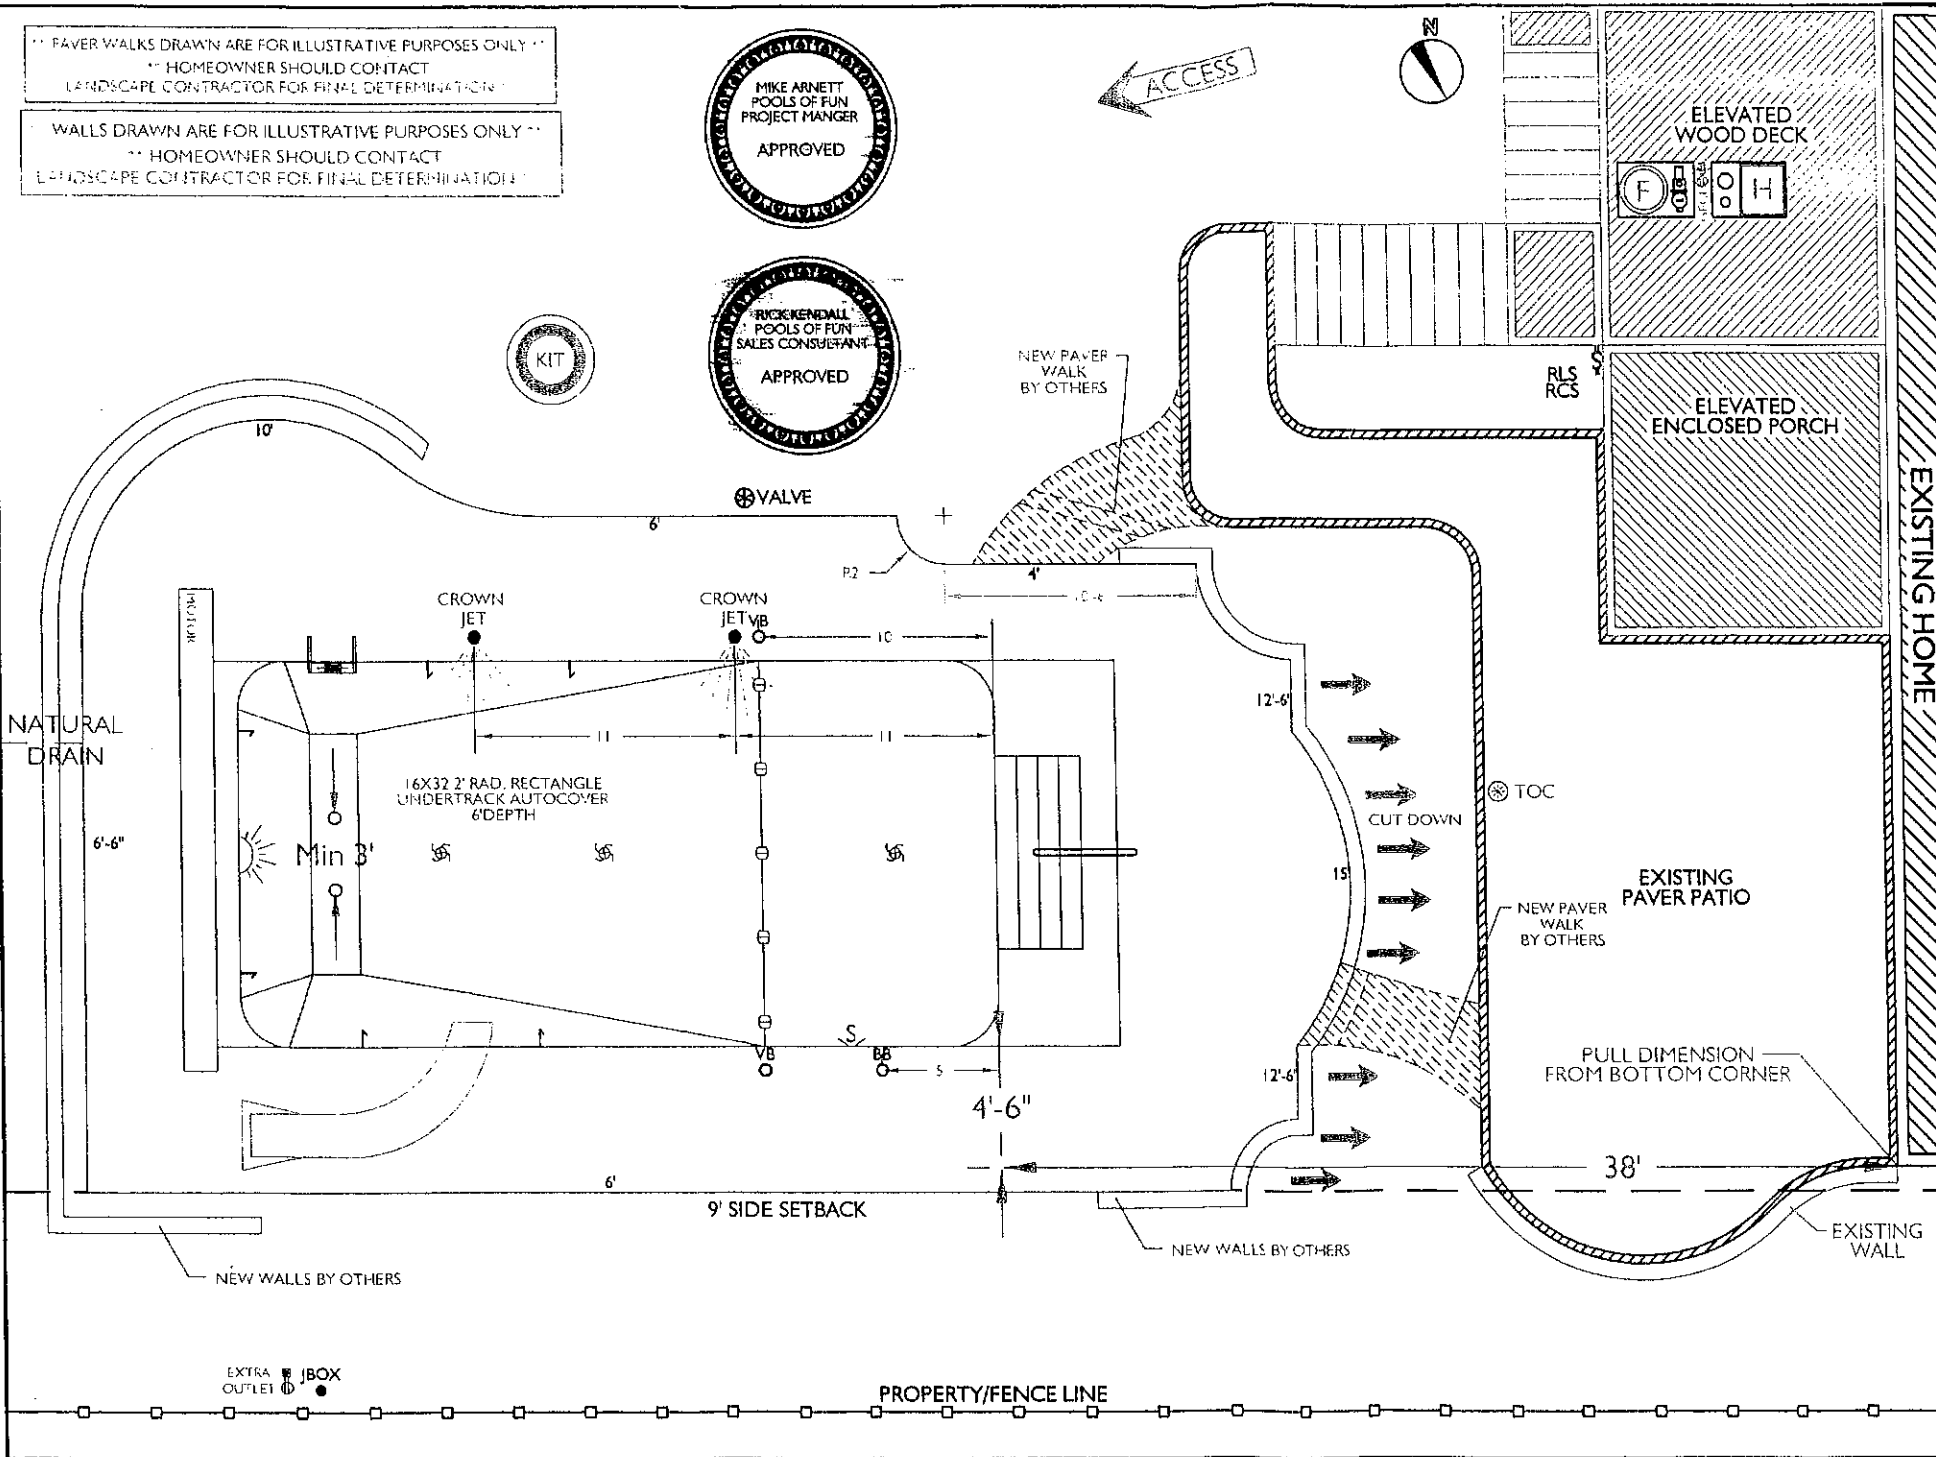 ** PAVER WALKS DRAWN ARE FOR ILLUSTRATIVE PURPOSES ONLY **
** HOMEOWNER SHOULD CONTACT
LANDSCAPE CONTRACTOR FOR FINAL DETERMINATION
WALLS DRAWN ARE FOR ILLUSTRATIVE PURPOSES ONLY **
** HOMEOWNER SHOULD CONTACT
LANDSCAPE CONTRACTOR FOR FINAL DETERMINATION
MIKE ARNETT
POOLS OF FUN
PROJECT MANGER
APPROVED
RICK KENDALL
POOLS OF FUN
SALES CONSULTANT
APPROVED
KIT
ACCESS
N
ELEVATED
WOOD DECK
F
H
RLS
RCS
ELEVATED
ENCLOSED PORCH
EXISTING HOME
NEW PAVER
WALK
BY OTHERS
10'
VALVE
6'
R2
4'
10-6
CROWN
JET
CROWN
JET
VB
10
MOTOR
NATURAL
DRAIN
11
11
12'-6"
16X32 2' RAD. RECTANGLE
UNDERTRACK AUTOCOVER
6' DEPTH
TOC
CUT DOWN
6'-6"
Min 3'
15'
EXISTING
PAVER PATIO
NEW PAVER
WALK
BY OTHERS
S
VB
BB
5
12'-6"
4'-6"
PULL DIMENSION
FROM BOTTOM CORNER
38'
6'
9' SIDE SETBACK
NEW WALLS BY OTHERS
NEW WALLS BY OTHERS
EXISTING
WALL
EXTRA
OUTLET
JBOX
PROPERTY/FENCE LINE